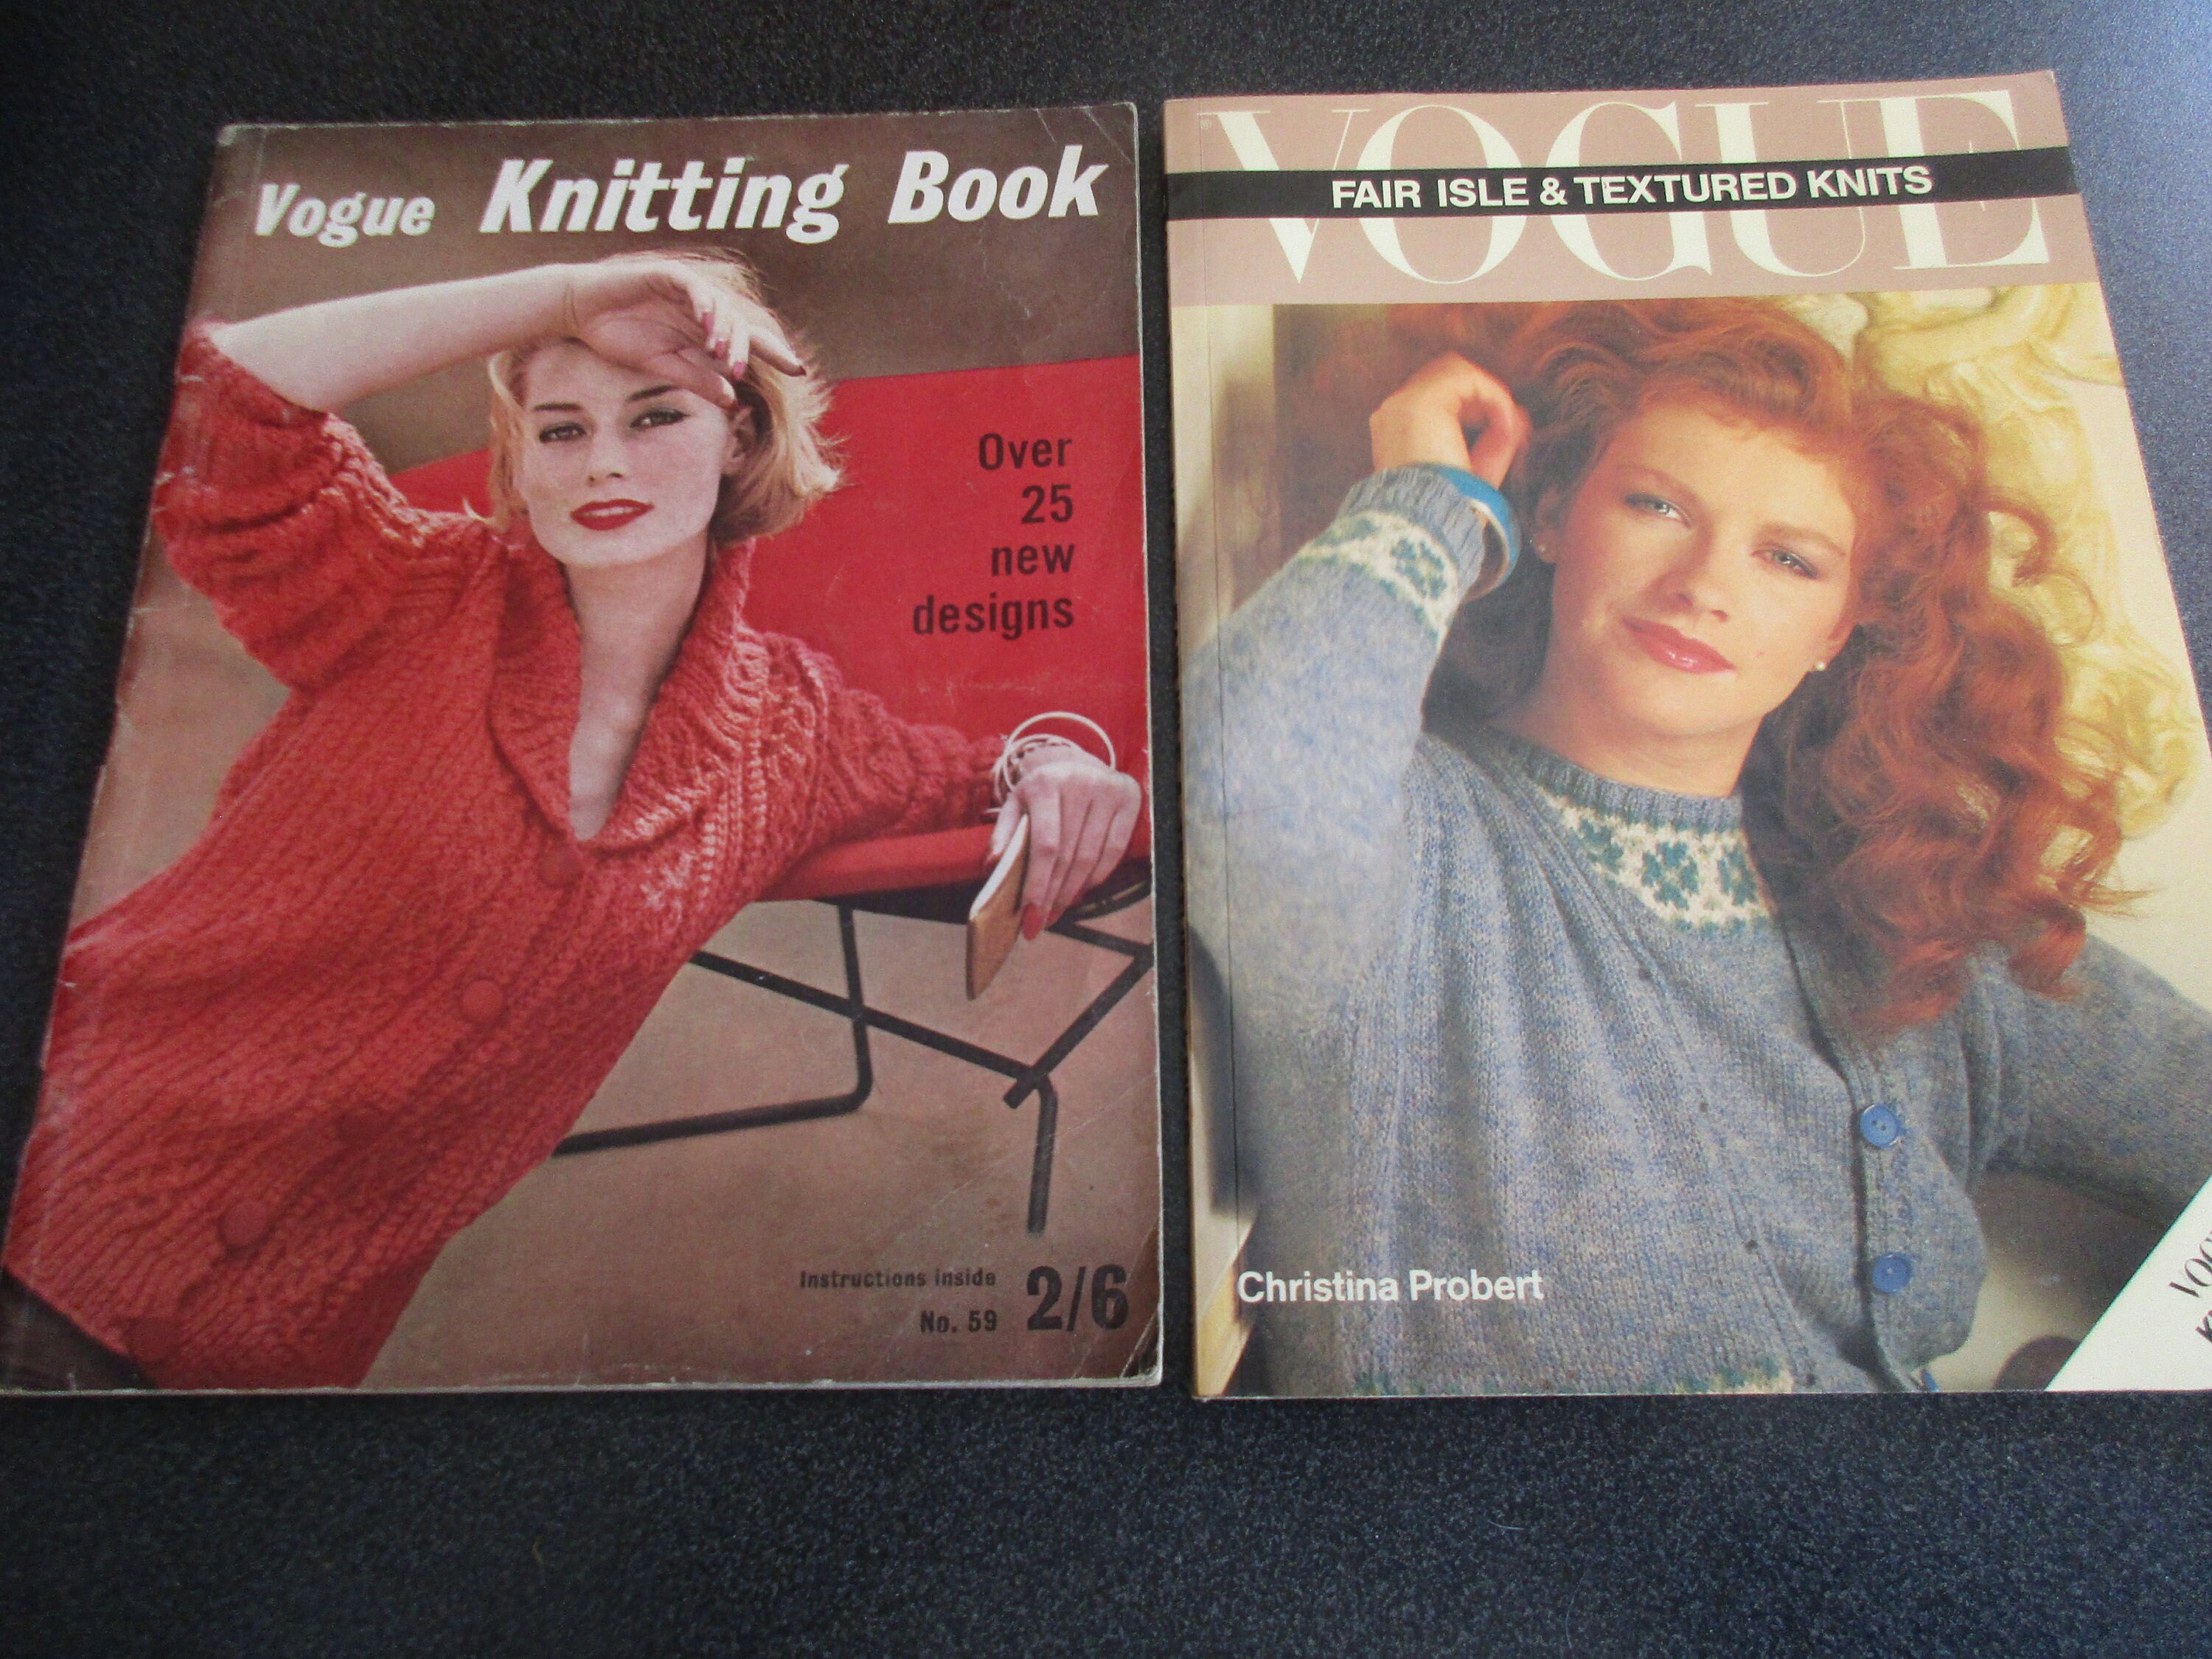 Vogue Knitting Book
Over
25
new
designs
Instructions inside
No. 59
2/6
VOGUE
FAIR ISLE & TEXTURED KNITS
Christina Probert